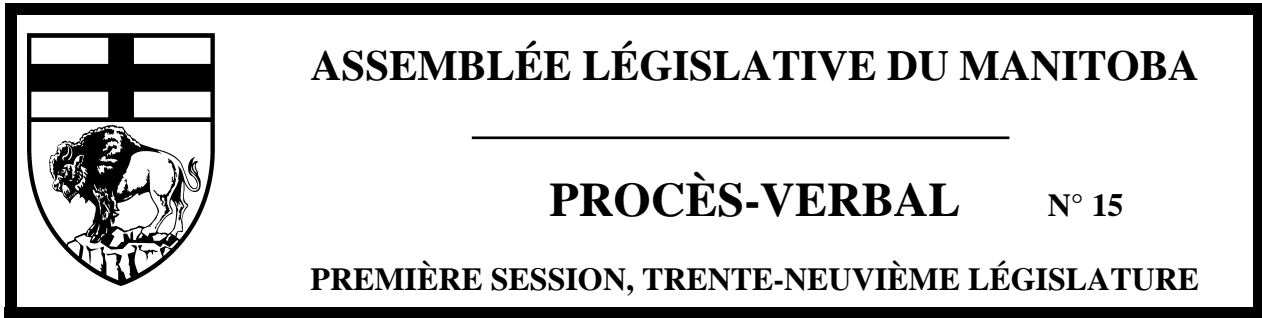 ASSEMBLÉE LÉGISLATIVE DU MANITOBA
PROCÈS-VERBAL N° 15
PREMIÈRE SESSION, TRENTE-NEUVIÈME LÉGISLATURE